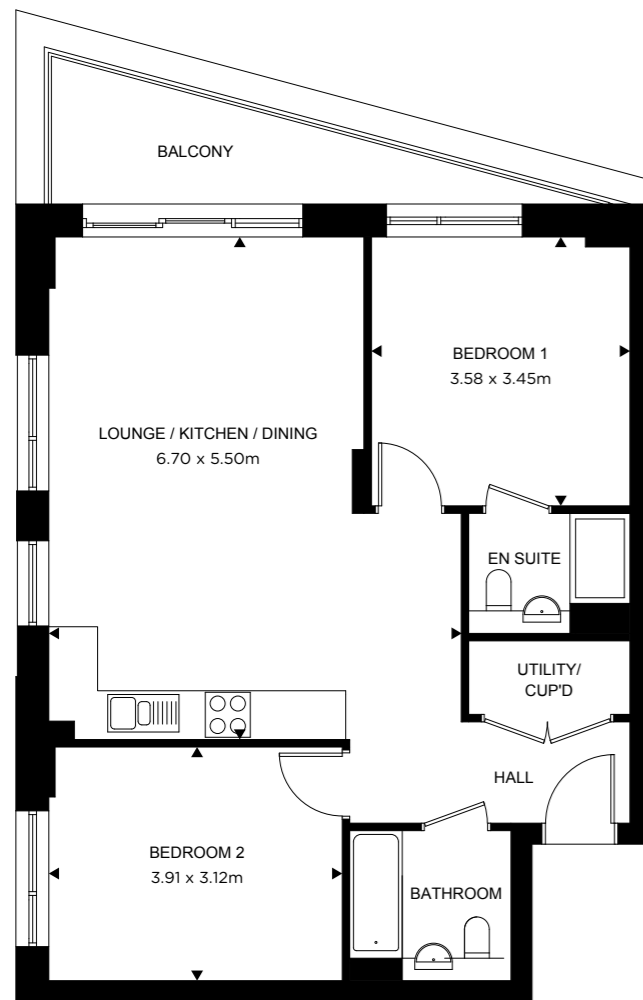 BALCONY
BEDROOM 1
3.58 x 3.45m
LOUNGE / KITCHEN / DINING
6.70 x 5.50m
EN SUITE
UTILITY/
CUP'D
HALL
BEDROOM 2
3.91 x 3.12m
BATHROOM